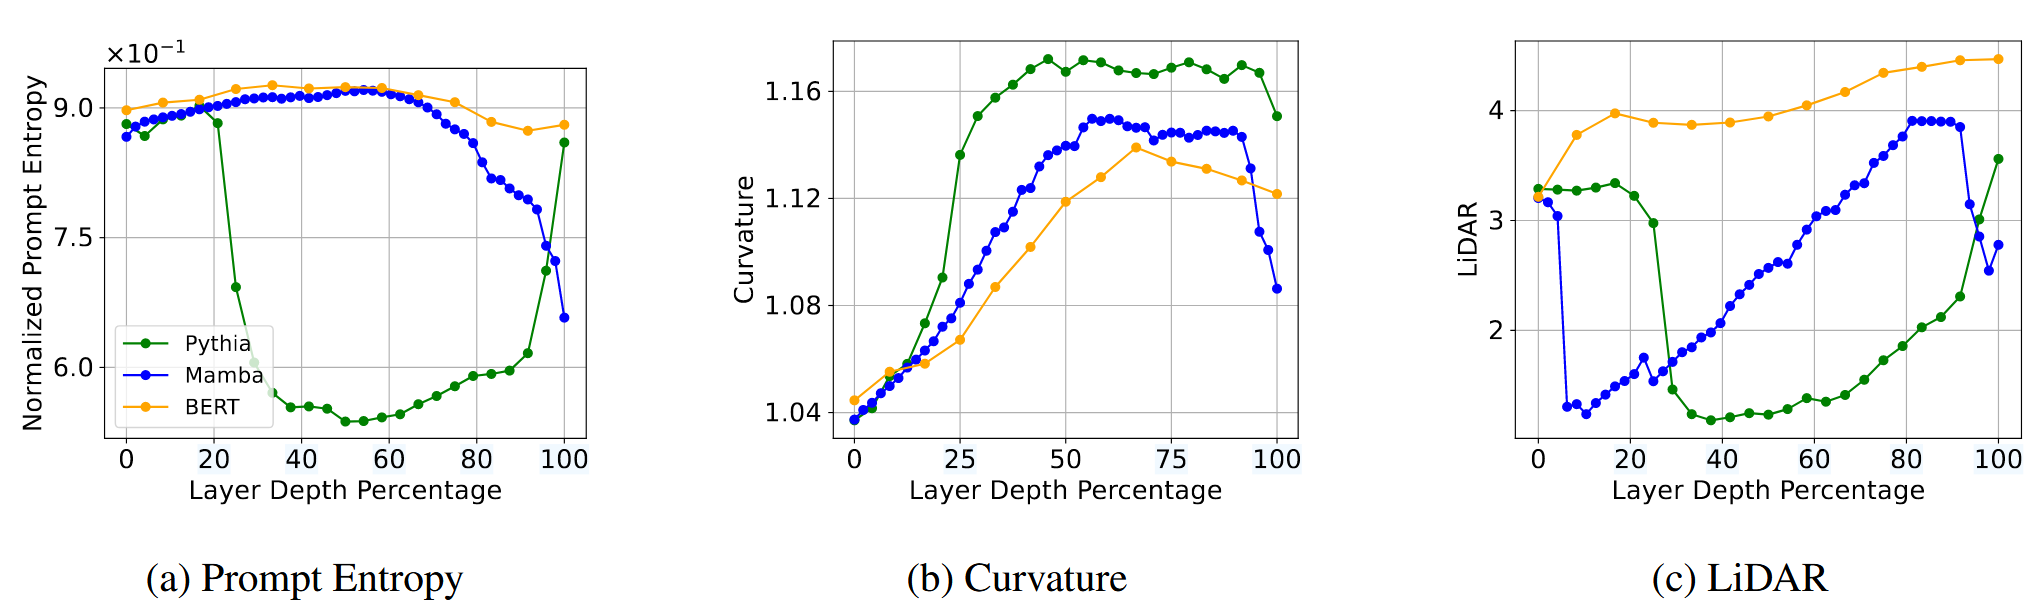 ×10⁻¹
Normalized Prompt Entropy
9.0
7.5
6.0
Pythia
Mamba
BERT
0 20 40 60 80 100
Layer Depth Percentage
(a) Prompt Entropy
Curvature
1.16
1.12
1.08
1.04
0 25 50 75 100
Layer Depth Percentage
(b) Curvature
LiDAR
4
3
2
0 20 40 60 80 100
Layer Depth Percentage
(c) LiDAR